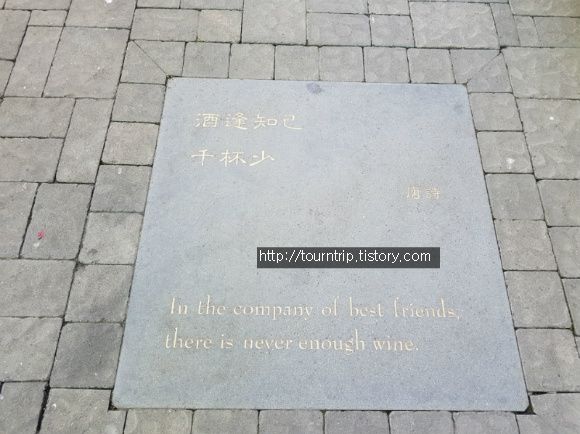 酒逢知己
千杯少
唐詩
http://tourntrip.tistory.com
In the company of best friends,
there is never enough wine.